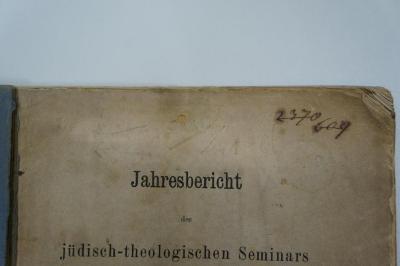 2370
609
Jahresbericht
des
jüdisch-theologischen Seminars